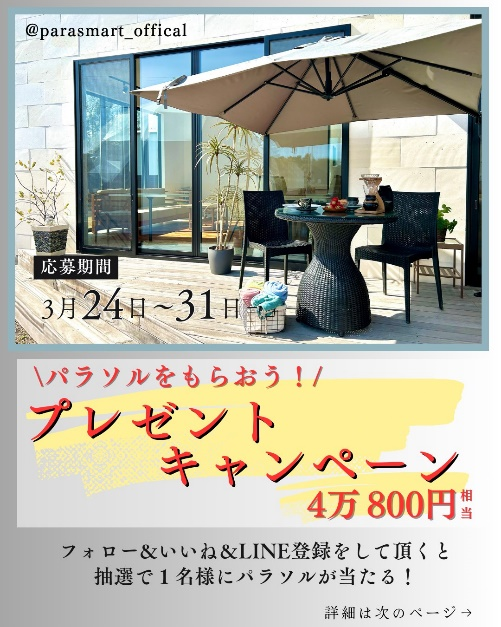 @parasmart_offical
応募期間
3月24日～31日
\パラソルをもらおう！/
プレゼント
キャンペーン
4万800円相当
フォロー&いいね&LINE登録をして頂くと
抽選で１名様にパラソルが当たる！
詳細は次のページ→